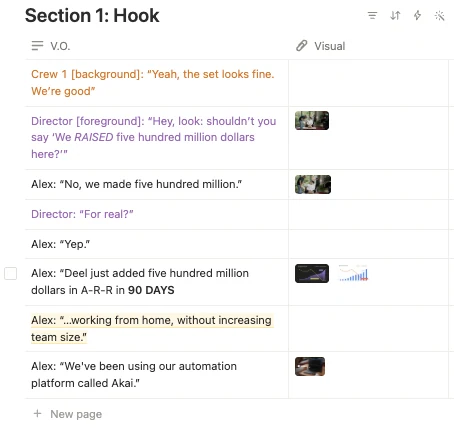 Section 1: Hook
V.O.
Visual
Crew 1 [background]: “Yeah, the set looks fine.
We’re good”
Director [foreground]: “Hey, look: shouldn’t you
say ‘We RAISED five hundred million dollars
here?’”
Alex: “No, we made five hundred million.”
Director: “For real?”
Alex: “Yep.”
Alex: “Deel just added five hundred million
dollars in A-R-R in 90 DAYS
Alex: “…working from home, without increasing
team size.”
Alex: “We've been using our automation
platform called Akai.”
New page